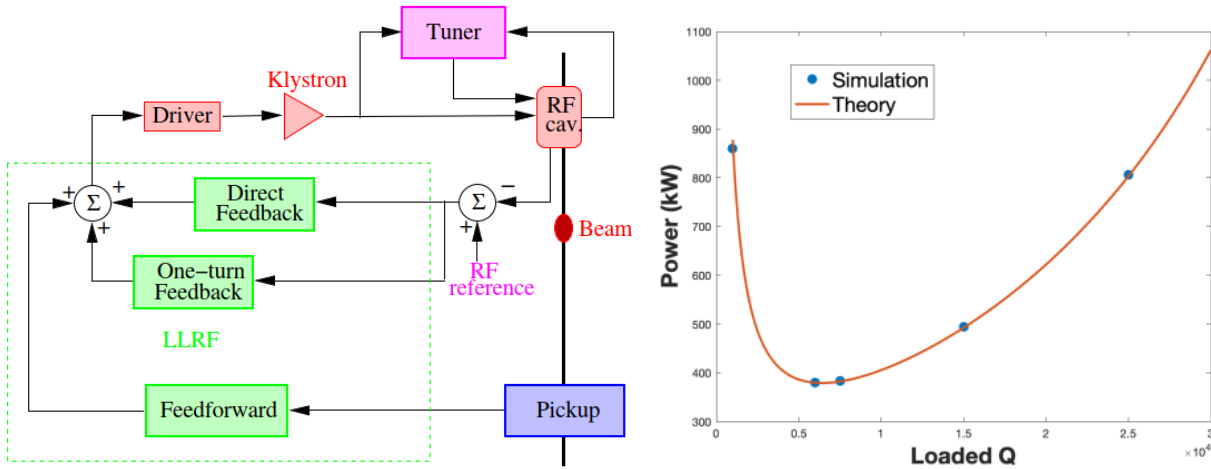 Tuner
Klystron
Driver
RF
cav.
+
+
+
Σ
Direct
Feedback
−
Σ
+
Beam
One−turn
Feedback
RF
reference
LLRF
Feedforward
Pickup
1100
1000
900
800
700
600
500
400
300
Power (kW)
Simulation
Theory
0
0.5
1
1.5
2
2.5
3
×10⁴
Loaded Q